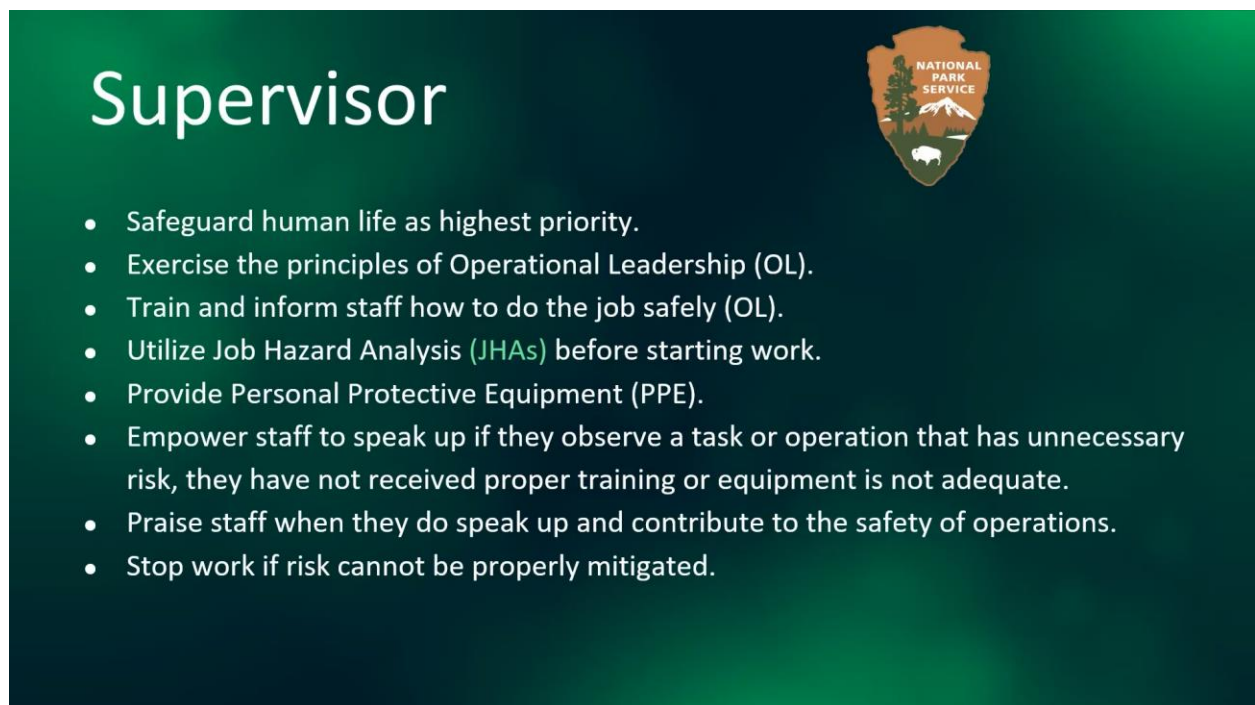 Supervisor
NATIONAL
PARK
SERVICE
● Safeguard human life as highest priority.
● Exercise the principles of Operational Leadership (OL).
● Train and inform staff how to do the job safely (OL).
● Utilize Job Hazard Analysis (JHAs) before starting work.
● Provide Personal Protective Equipment (PPE).
● Empower staff to speak up if they observe a task or operation that has unnecessary
risk, they have not received proper training or equipment is not adequate.
● Praise staff when they do speak up and contribute to the safety of operations.
● Stop work if risk cannot be properly mitigated.